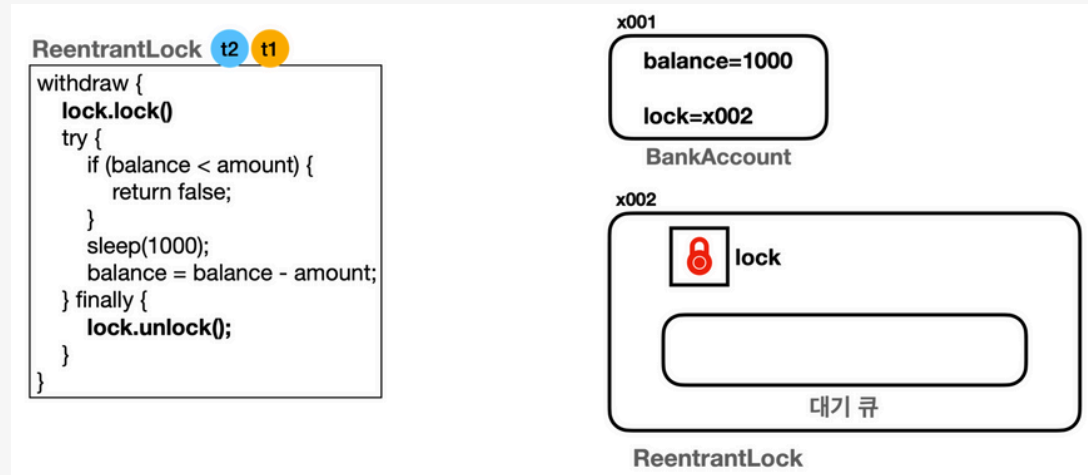 ReentrantLock t2 t1
withdraw {
lock.lock()
try {
if (balance < amount) {
return false;
}
sleep(1000);
balance = balance - amount;
} finally {
lock.unlock();
}
}
x001
balance=1000
lock=x002
BankAccount
x002
lock
대기 큐
ReentrantLock